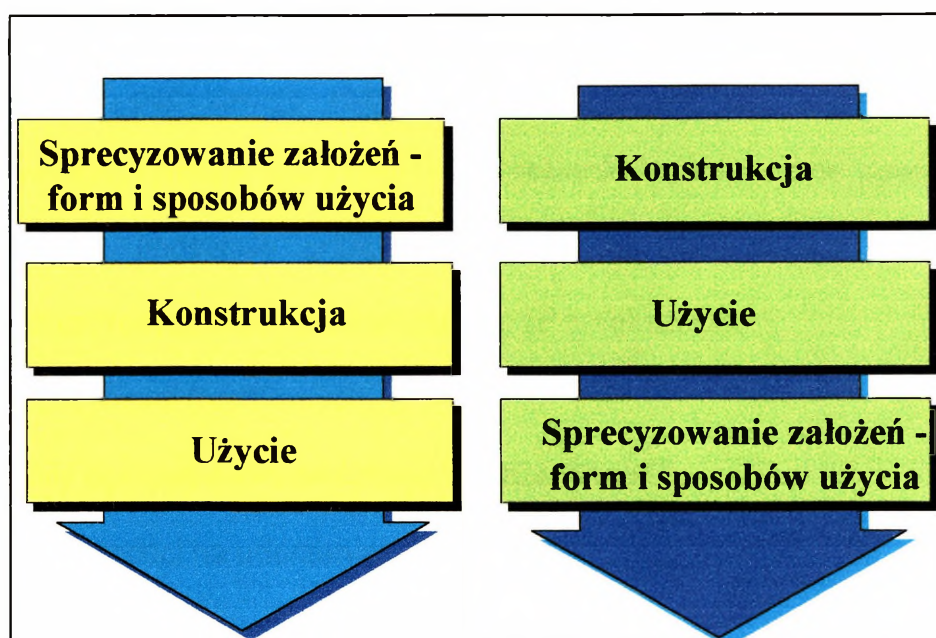 Sprecyzowanie założeń -
form i sposobów użycia
Konstrukcja
Użycie
Konstrukcja
Użycie
Sprecyzowanie założeń -
form i sposobów użycia